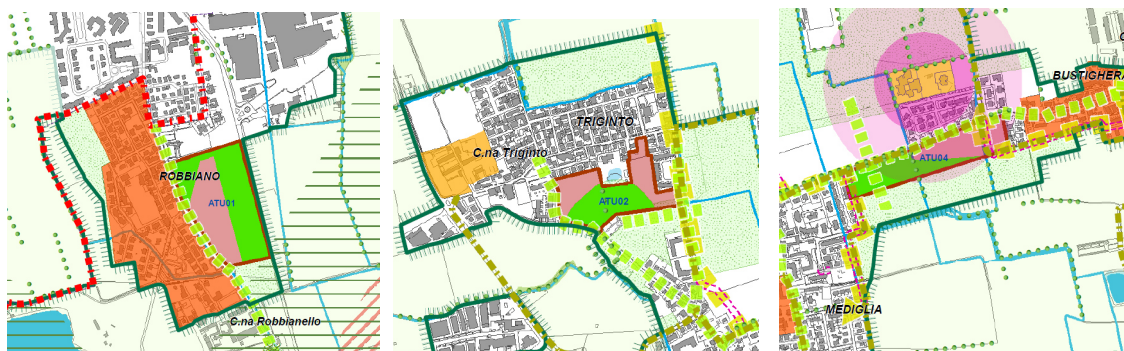 ROBBIANO
ATU01
C.na Robbianello
TRIGINTO
C.na Triginto
ATU02
BUSTIGHERA
ATU04
MEDIGLIA